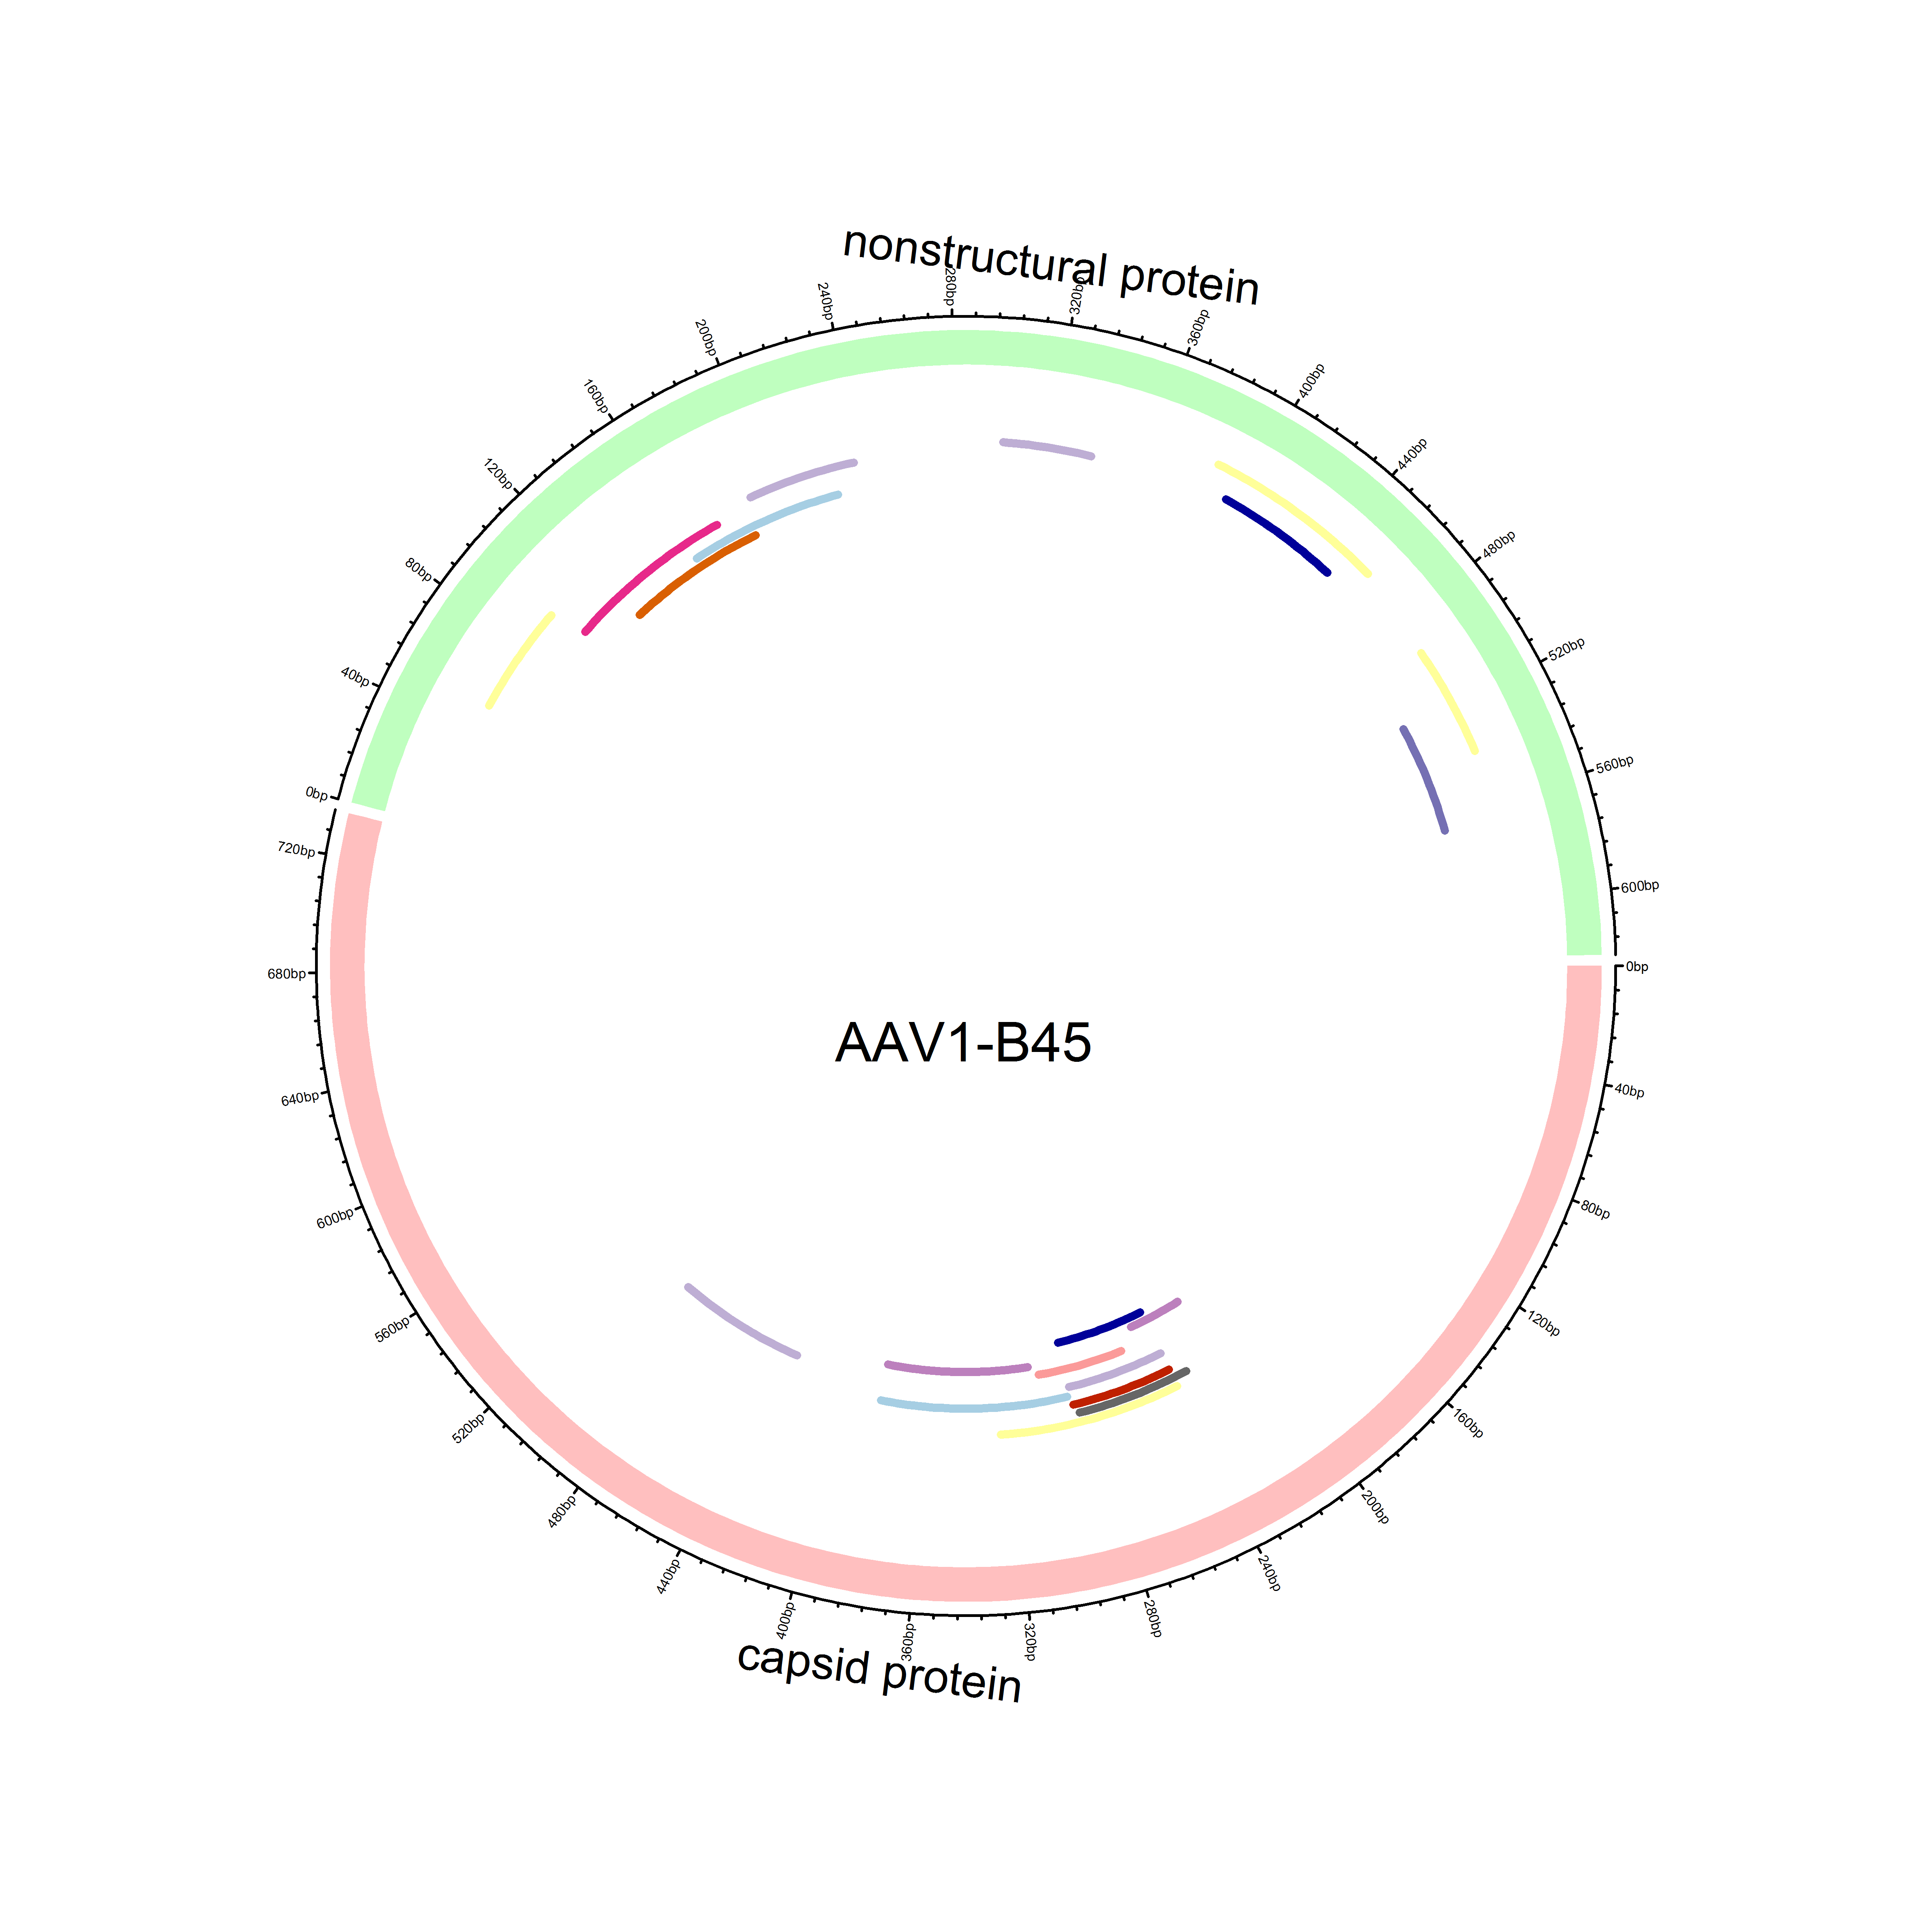 nonstructural protein
0bp
40bp
80bp
120bp
160bp
200bp
240bp
280bp
320bp
360bp
400bp
440bp
480bp
520bp
560bp
600bp
0bp
40bp
80bp
120bp
160bp
200bp
240bp
280bp
320bp
360bp
400bp
440bp
480bp
520bp
560bp
600bp
640bp
680bp
720bp
capsid protein
AAV1-B45